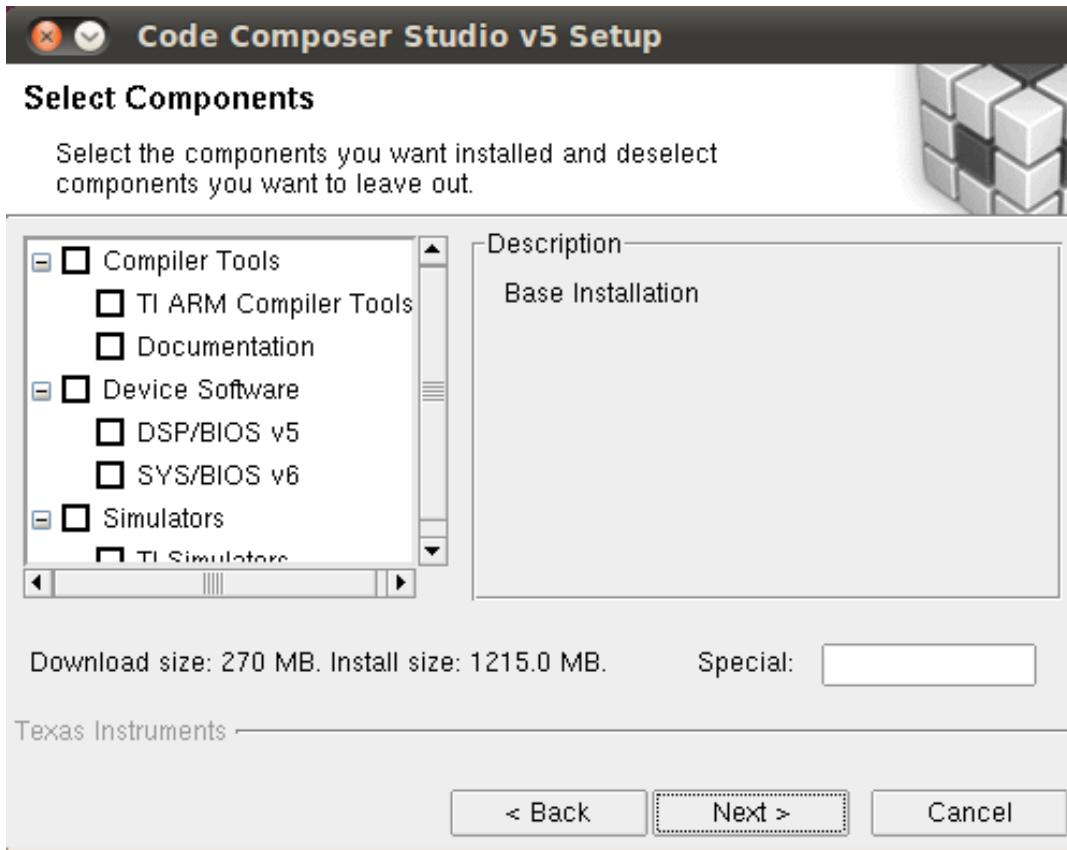 Code Composer Studio v5 Setup
Select Components
Select the components you want installed and deselect
components you want to leave out.
Compiler Tools
TI ARM Compiler Tools
Documentation
Device Software
DSP/BIOS v5
SYS/BIOS v6
Simulators
TI Simulators
Description
Base Installation
Download size: 270 MB. Install size: 1215.0 MB.
Special:
Texas Instruments
< Back
Next >
Cancel